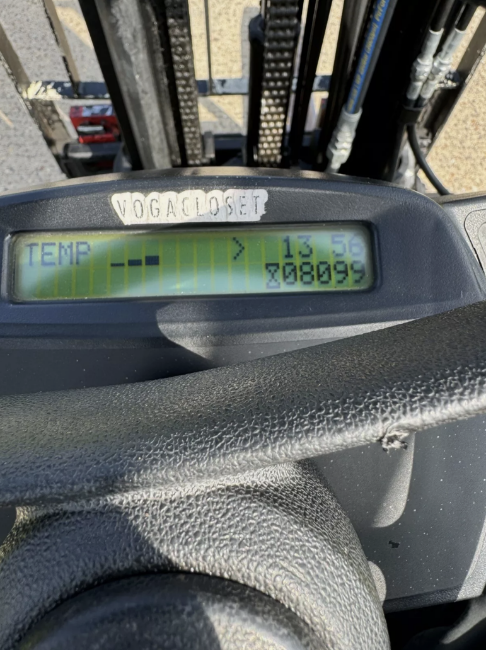 VOGACLOSET
TEMP > 13 56
08099